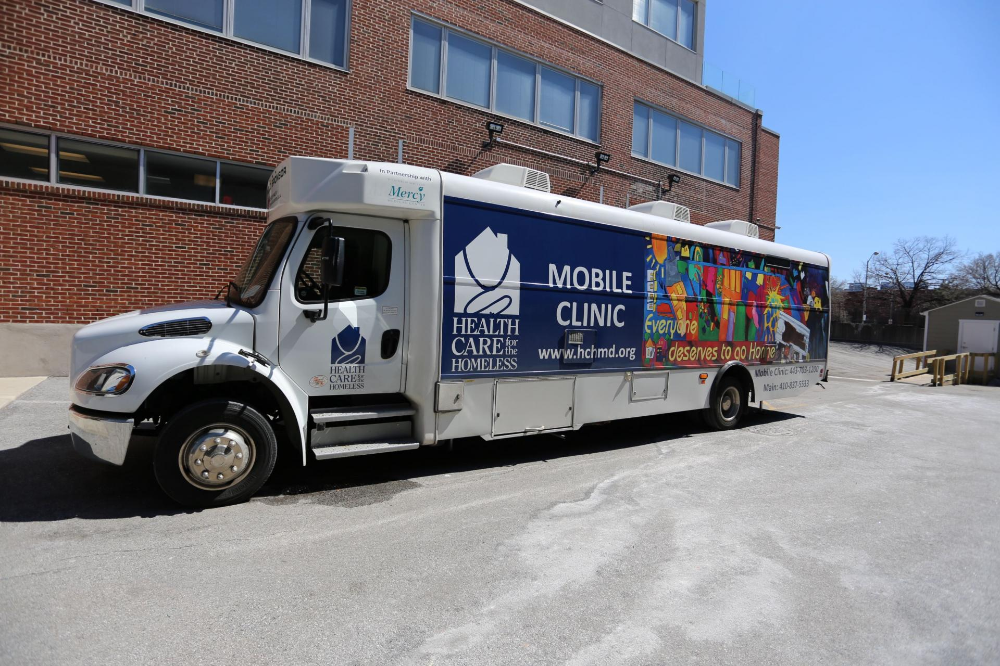 SPONSOR
In Partnership with
Mercy
MEDICAL CENTER
HEALTH
CARE for the
HOMELESS
MOBILE
CLINIC
www.hchmd.org
Everyone
deserves to go Home
HEALTH
CARE for the
HOMELESS
Mobile Clinic: 443-703-1200
Main: 410-837-5533